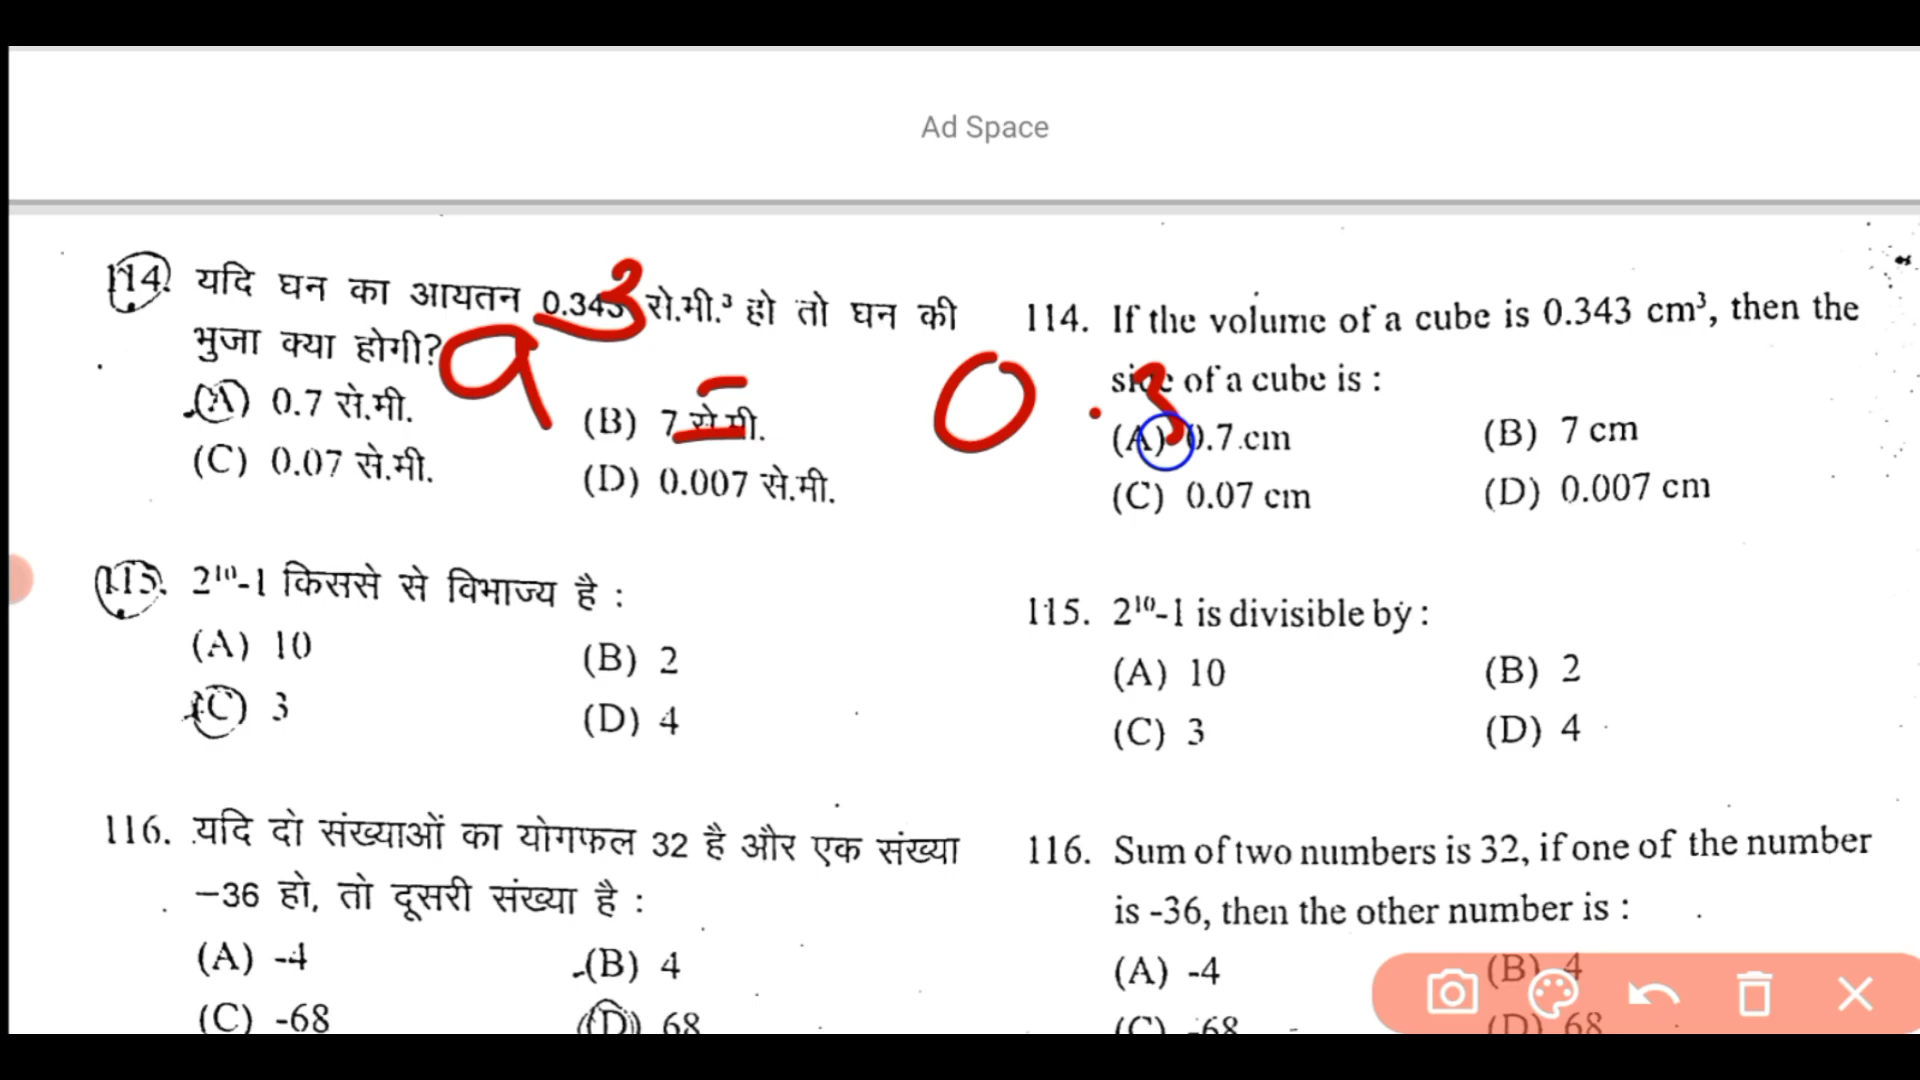 Ad Space
114. यदि घन का आयतन 0.343 से.मी.³ हो तो घन की
भुजा क्या होगी?
(A) 0.7 से.मी.
(B) 7 से.मी.
(C) 0.07 से.मी.
(D) 0.007 से.मी.
a³ = 0.3
115. 2¹⁰-1 किससे से विभाज्य है :
(A) 10
(B) 2
(C) 3
(D) 4
116. यदि दो संख्याओं का योगफल 32 है और एक संख्या
–36 हो, तो दूसरी संख्या है :
(A) -4
(B) 4
(C) -68
(D) 68
114. If the volume of a cube is 0.343 cm³, then the
side of a cube is :
(A) 0.7 cm
(B) 7 cm
(C) 0.07 cm
(D) 0.007 cm
115. 2¹⁰-1 is divisible by :
(A) 10
(B) 2
(C) 3
(D) 4
116. Sum of two numbers is 32, if one of the number
is -36, then the other number is :
(A) -4
(B) 4
(C) -68
(D) 68